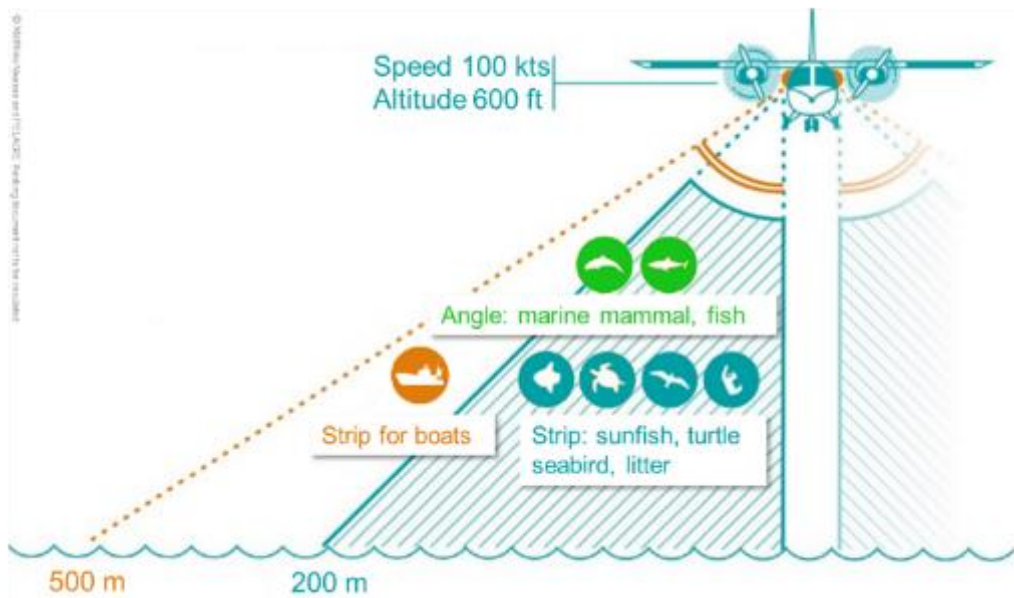 Speed 100 kts
Altitude 600 ft
Angle: marine mammal, fish
Strip for boats
Strip: sunfish, turtle
seabird, litter
500 m
200 m